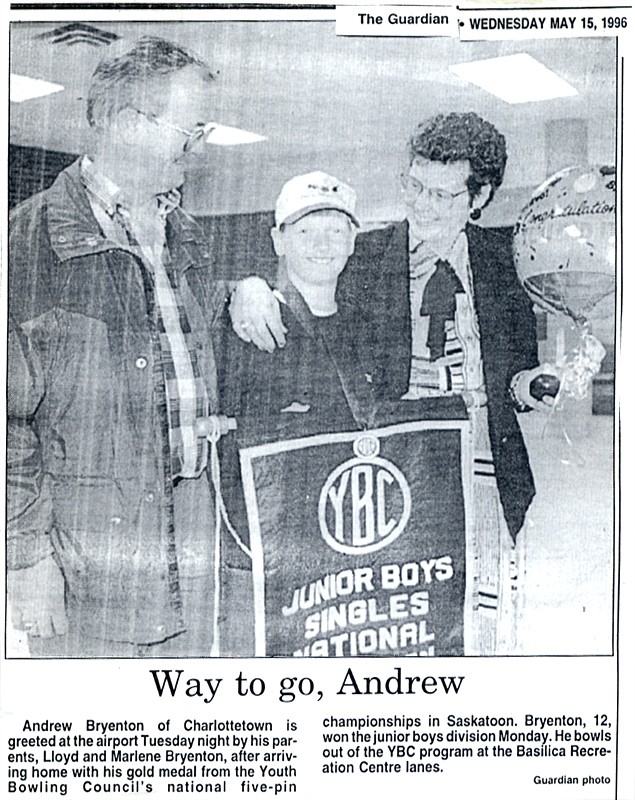 The Guardian
• WEDNESDAY MAY 15, 1996
Congratulation
YBC
JUNIOR BOYS
SINGLES
NATIONAL
Way to go, Andrew
Andrew Bryenton of Charlottetown is
greeted at the airport Tuesday night by his par-
ents, Lloyd and Marlene Bryenton, after arriv-
ing home with his gold medal from the Youth
Bowling Council's national five-pin
championships in Saskatoon. Bryenton, 12,
won the junior boys division Monday. He bowls
out of the YBC program at the Basilica Recre-
ation Centre lanes.
Guardian photo